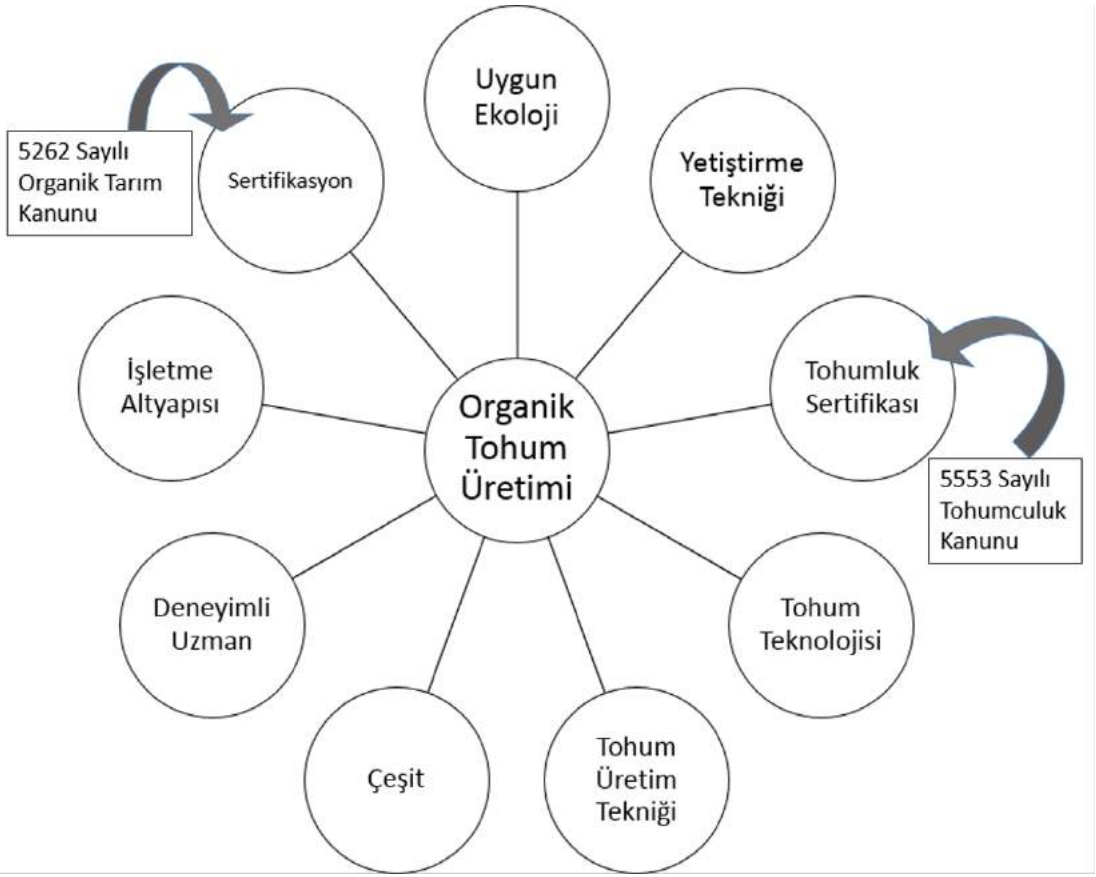 Uygun
Ekoloji
Yetiştirme
Tekniği
Tohumluk
Sertifikası
5553 Sayılı
Tohumculuk
Kanunu
Tohum
Teknolojisi
Tohum
Üretim
Tekniği
Çeşit
Deneyimli
Uzman
İşletme
Altyapısı
Sertifikasyon
5262 Sayılı
Organik Tarım
Kanunu
Organik
Tohum
Üretimi